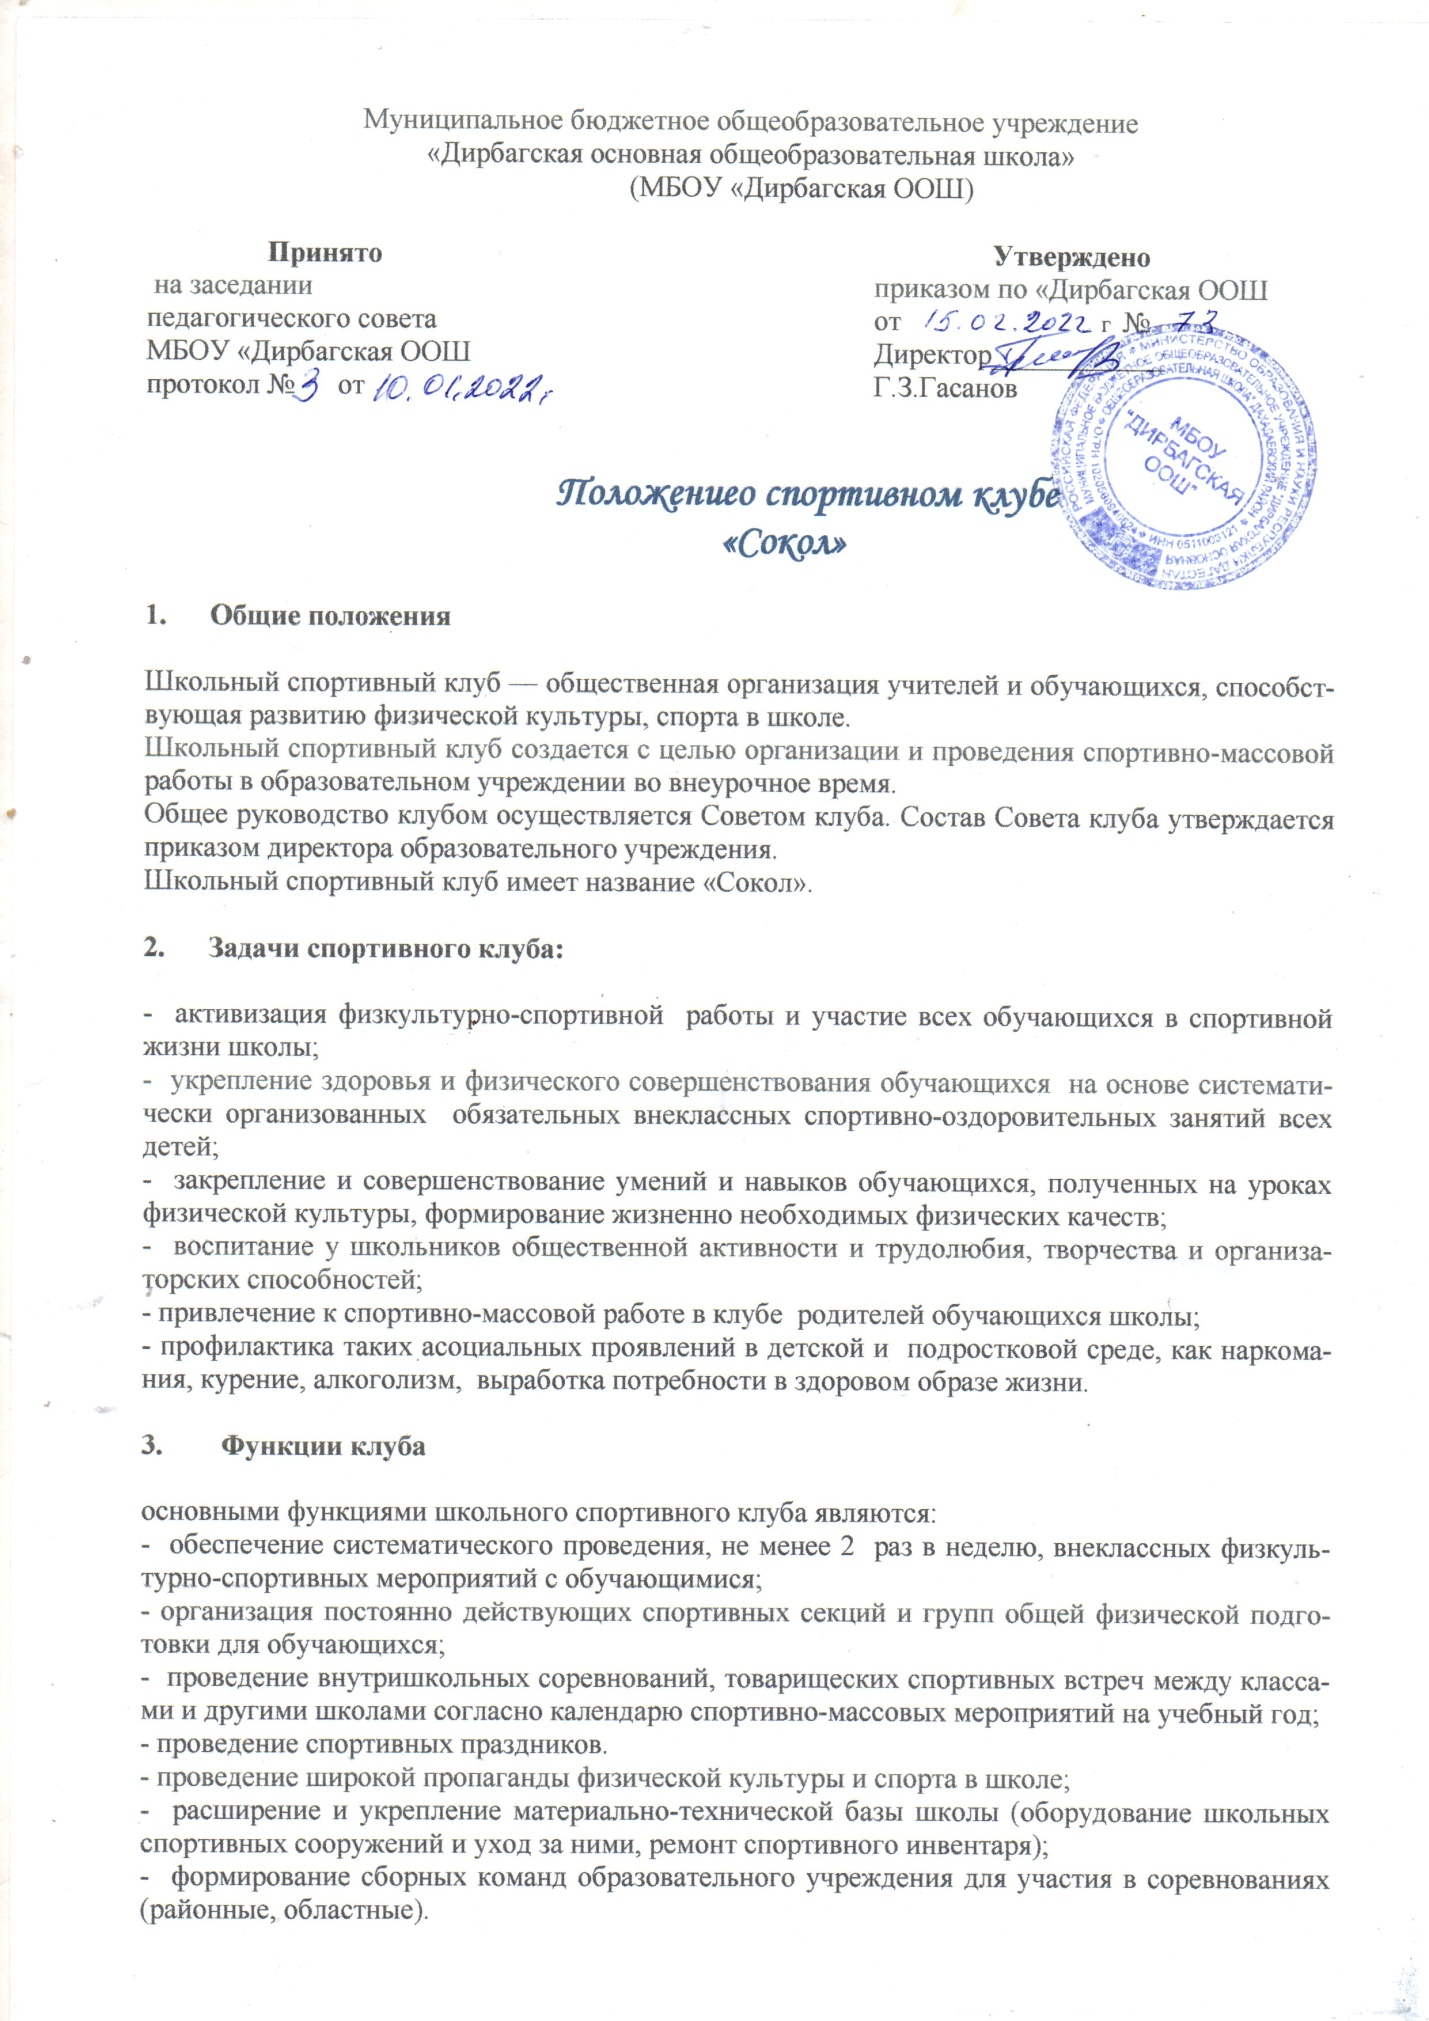 Муниципальное бюджетное общеобразовательное учреждение
«Дирбагская основная общеобразовательная школа»
(МБОУ «Дирбагская ООШ)
Принято
на заседании
педагогического совета
МБОУ «Дирбагская ООШ
протокол № 3 от 10.01.2022г
Утверждено
приказом по «Дирбагская ООШ
от 15.02.2022 г № 73
Директор
Г.З.Гасанов
МБОУ
"ДИРБАГСКАЯ
ООШ"
Положениео спортивном клубе
«Сокол»
1. Общие положения
Школьный спортивный клуб — общественная организация учителей и обучающихся, способст-
вующая развитию физической культуры, спорта в школе.
Школьный спортивный клуб создается с целью организации и проведения спортивно-массовой
работы в образовательном учреждении во внеурочное время.
Общее руководство клубом осуществляется Советом клуба. Состав Совета клуба утверждается
приказом директора образовательного учреждения.
Школьный спортивный клуб имеет название «Сокол».
2. Задачи спортивного клуба:
- активизация физкультурно-спортивной работы и участие всех обучающихся в спортивной
жизни школы;
- укрепление здоровья и физического совершенствования обучающихся на основе системати-
чески организованных обязательных внеклассных спортивно-оздоровительных занятий всех
детей;
- закрепление и совершенствование умений и навыков обучающихся, полученных на уроках
физической культуры, формирование жизненно необходимых физических качеств;
- воспитание у школьников общественной активности и трудолюбия, творчества и организа-
торских способностей;
- привлечение к спортивно-массовой работе в клубе родителей обучающихся школы;
- профилактика таких асоциальных проявлений в детской и подростковой среде, как наркома-
ния, курение, алкоголизм, выработка потребности в здоровом образе жизни.
3. Функции клуба
основными функциями школьного спортивного клуба являются:
- обеспечение систематического проведения, не менее 2 раз в неделю, внеклассных физкуль-
турно-спортивных мероприятий с обучающимися;
- организация постоянно действующих спортивных секций и групп общей физической подго-
товки для обучающихся;
- проведение внутришкольных соревнований, товарищеских спортивных встреч между класса-
ми и другими школами согласно календарю спортивно-массовых мероприятий на учебный год;
- проведение спортивных праздников.
- проведение широкой пропаганды физической культуры и спорта в школе;
- расширение и укрепление материально-технической базы школы (оборудование школьных
спортивных сооружений и уход за ними, ремонт спортивного инвентаря);
- формирование сборных команд образовательного учреждения для участия в соревнованиях
(районные, областные).